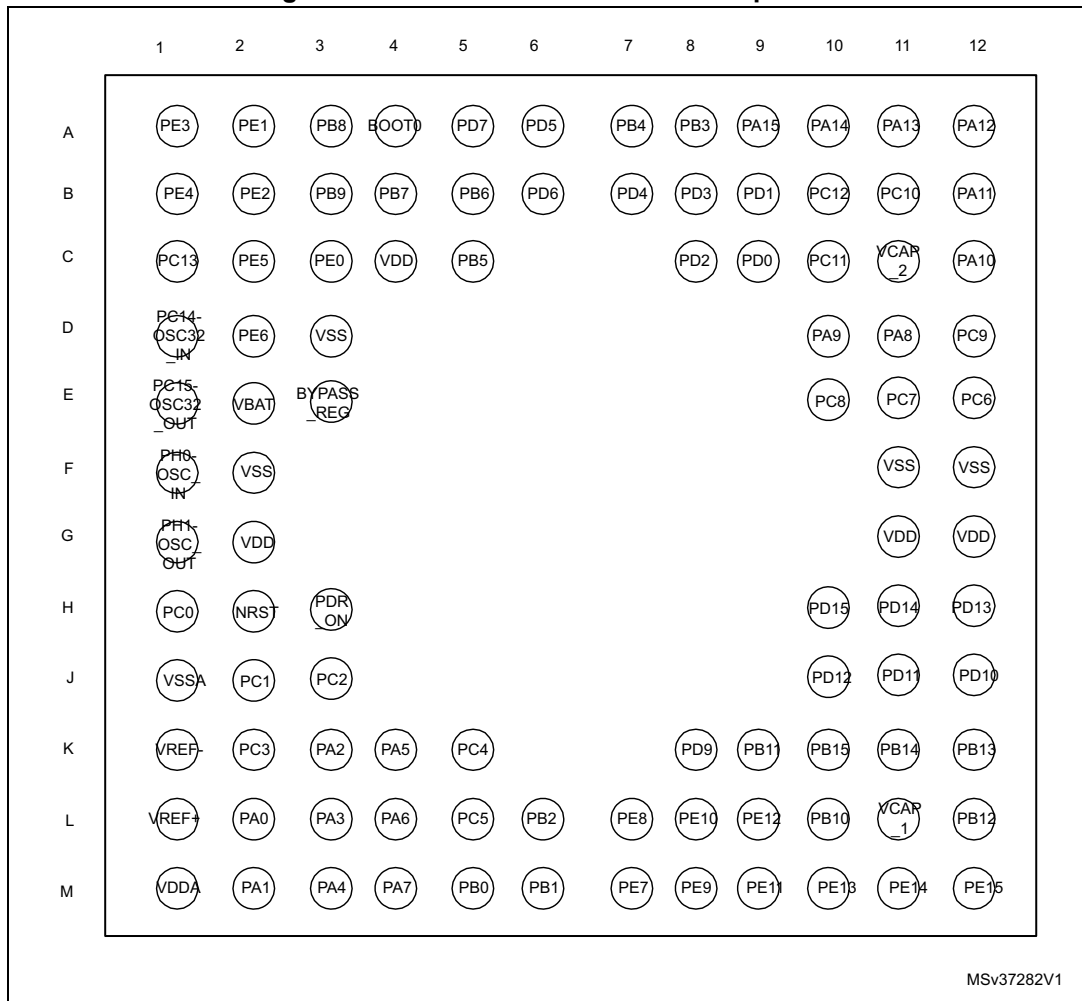 1 2 3 4 5 6 7 8 9 10 11 12
A PE3 PE1 PB8 BOOT0 PD7 PD5 PB4 PB3 PA15 PA14 PA13 PA12
B PE4 PE2 PB9 PB7 PB6 PD6 PD4 PD3 PD1 PC12 PC10 PA11
C PC13 PE5 PE0 VDD PB5 PD2 PD0 PC11 VCAP_2 PA10
D PC14-OSC32_IN PE6 VSS PA9 PA8 PC9
E PC15-OSC32_OUT VBAT BYPASS_REG PC8 PC7 PC6
F PH0-OSC_IN VSS VSS VSS
G PH1-OSC_OUT VDD VDD VDD
H PC0 NRST PDR_ON PD15 PD14 PD13
J VSSA PC1 PC2 PD12 PD11 PD10
K VREF- PC3 PA2 PA5 PC4 PD9 PB11 PB15 PB14 PB13
L VREF+ PA0 PA3 PA6 PC5 PB2 PE8 PE10 PE12 PB10 VCAP_1 PB12
M VDDA PA1 PA4 PA7 PB0 PB1 PE7 PE9 PE11 PE13 PE14 PE15
MSv37282V1